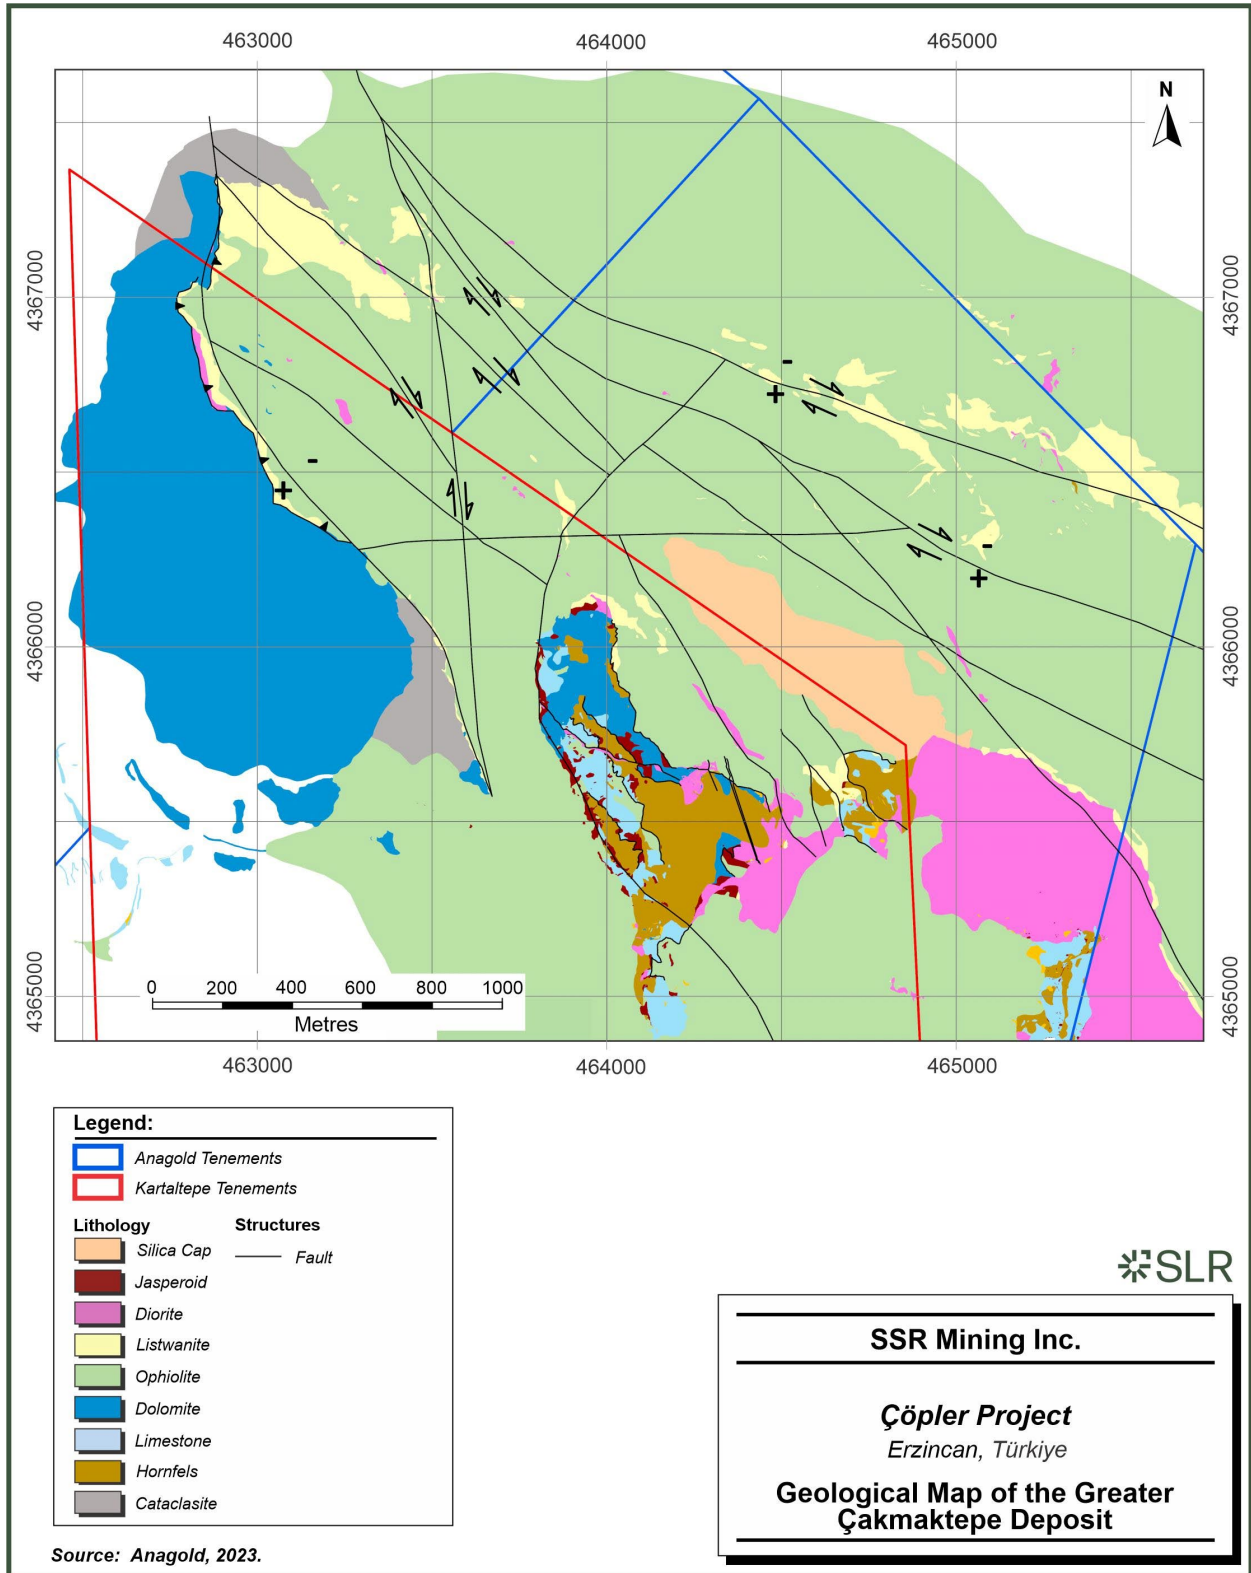 463000 464000 465000
N
4367000 4367000
-
+
-
+
-
+
4366000 4366000
4365000 4365000
0 200 400 600 800 1000
Metres
463000 464000 465000
Legend:
Anagold Tenements
Kartaltepe Tenements
Lithology Structures
Silica Cap Fault
Jasperoid
Diorite
Listwanite
Ophiolite
Dolomite
Limestone
Hornfels
Cataclasite
Source: Anagold, 2023.
SLR
SSR Mining Inc.
Çöpler Project
Erzincan, Türkiye
Geological Map of the Greater
Çakmaktepe Deposit